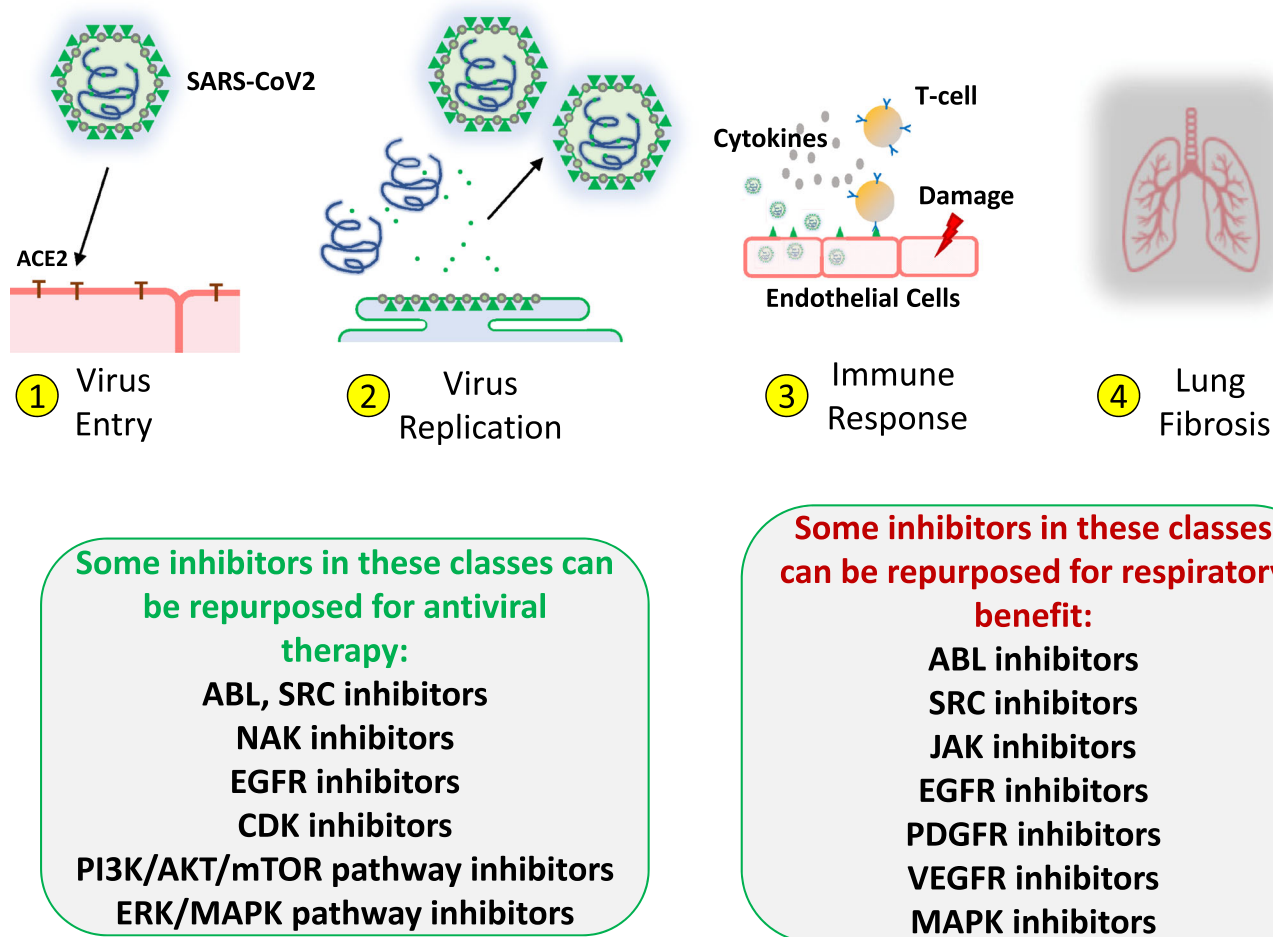 SARS-CoV2
ACE2
1 Virus
Entry
2 Virus
Replication
Cytokines
T-cell
Damage
Endothelial Cells
3 Immune
Response
4 Lung
Fibrosis
Some inhibitors in these classes can
be repurposed for antiviral
therapy:
ABL, SRC inhibitors
NAK inhibitors
EGFR inhibitors
CDK inhibitors
PI3K/AKT/mTOR pathway inhibitors
ERK/MAPK pathway inhibitors
Some inhibitors in these classes
can be repurposed for respiratory
benefit:
ABL inhibitors
SRC inhibitors
JAK inhibitors
EGFR inhibitors
PDGFR inhibitors
VEGFR inhibitors
MAPK inhibitors